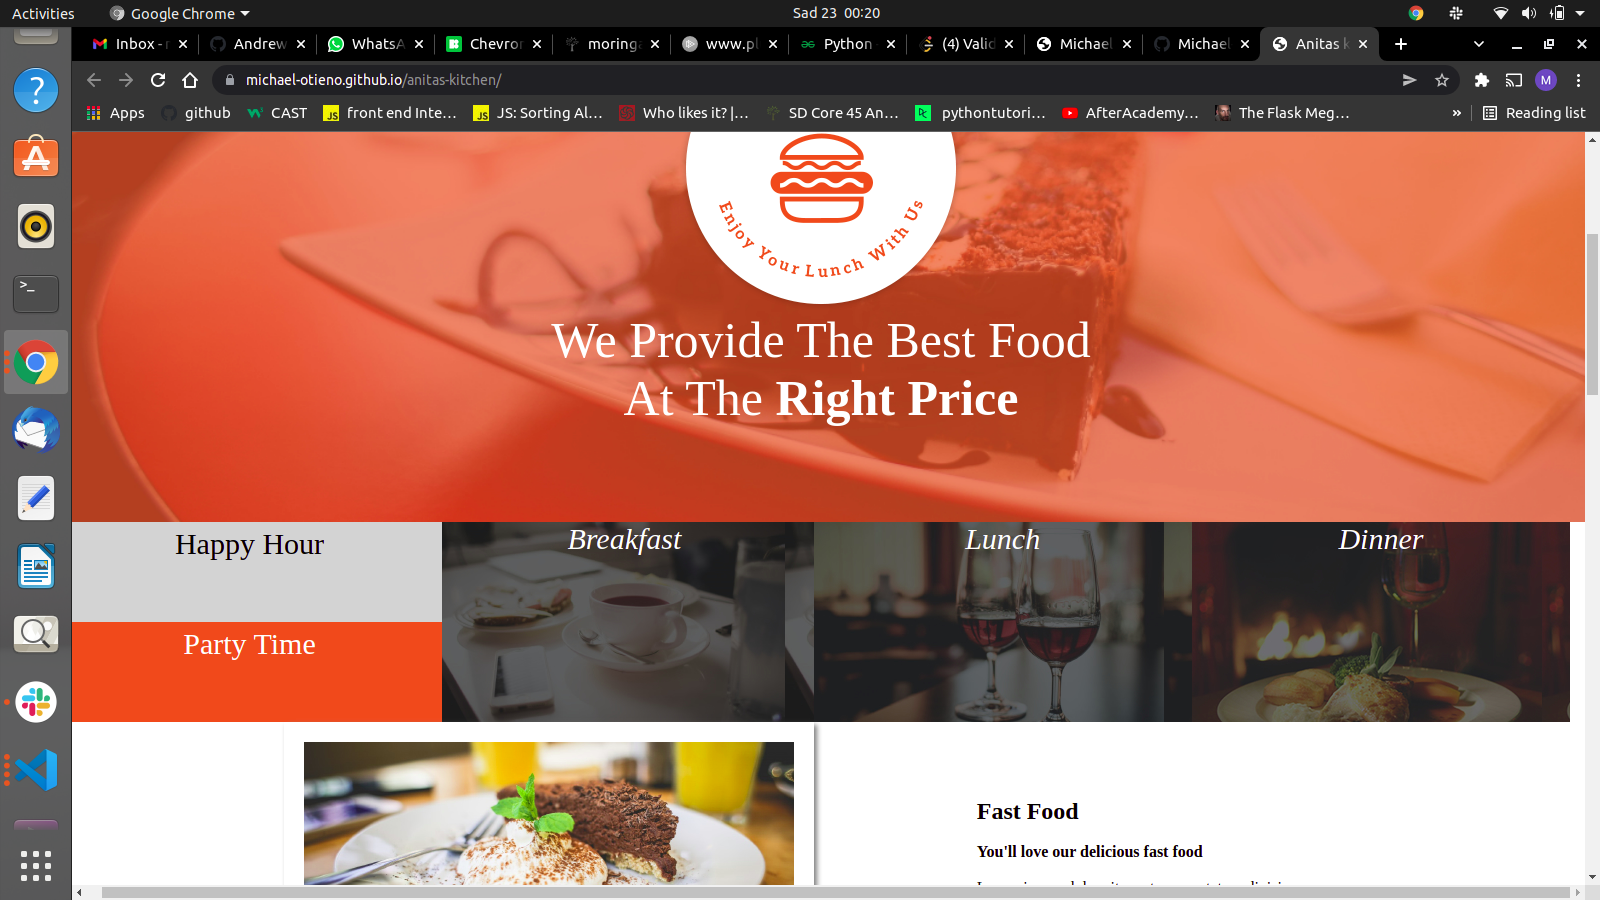 Activities
Google Chrome
Sad 23 00:20
Inbox -
Andrew
WhatsA
Chevror
moringa
www.pl
Python
(4) Valid
Michael
Michael
Anitas k
michael-otieno.github.io/anitas-kitchen/
M
Apps
github
CAST
front end Inte...
JS: Sorting Al...
Who likes it? |...
SD Core 45 An...
pythontutori...
AfterAcademy...
The Flask Meg...
»
Reading list
Enjoy Your Lunch With Us
We Provide The Best Food
At The Right Price
Happy Hour
Breakfast
Lunch
Dinner
Party Time
Fast Food
You'll love our delicious fast food